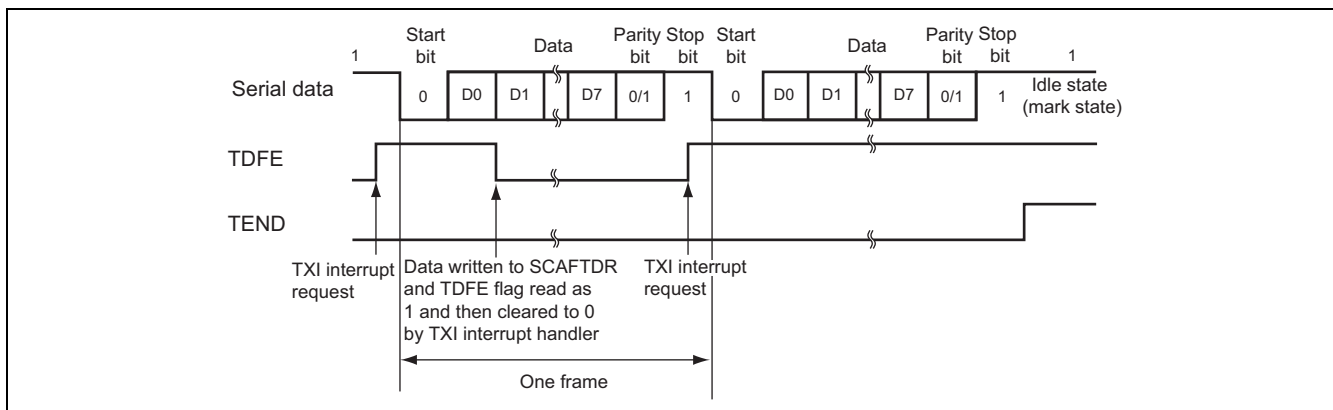 Start bit
Data
Parity bit
Stop bit
Start bit
Data
Parity bit
Stop bit
1
1
Serial data
0
D0
D1
D7
0/1
1
0
D0
D1
D7
0/1
1
Idle state
(mark state)
TDFE
TEND
TXI interrupt
request
Data written to SCAFTDR
and TDFE flag read as
1 and then cleared to 0
by TXI interrupt handler
TXI interrupt
request
One frame